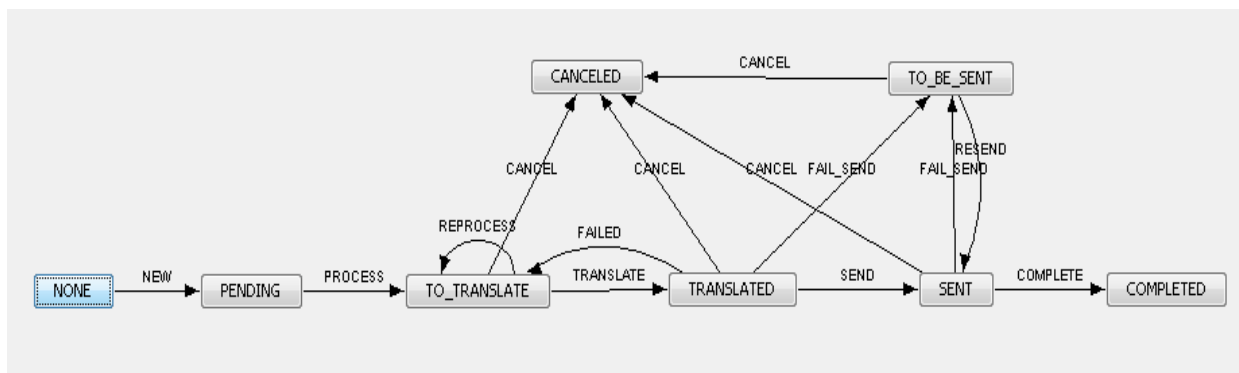 CANCEL
CANCELED
TO_BE_SENT
RESEND
CANCEL
CANCEL
CANCEL
FAIL_SEND
FAIL_SEND
REPROCESS
FAILED
NEW
PROCESS
TRANSLATE
SEND
COMPLETE
NONE
PENDING
TO_TRANSLATE
TRANSLATED
SENT
COMPLETED